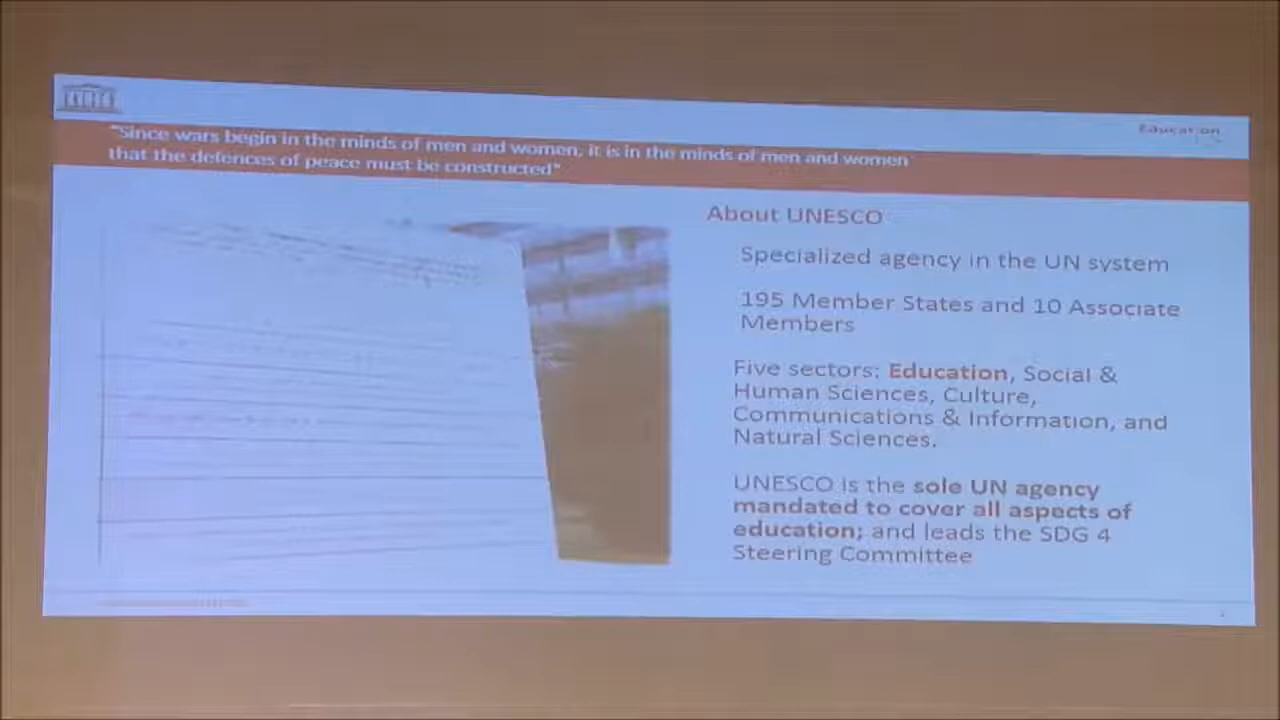 Education
"Since wars begin in the minds of men and women, it is in the minds of men and women
that the defences of peace must be constructed"
About UNESCO
Specialized agency in the UN system
195 Member States and 10 Associate
Members
Five sectors: Education, Social &
Human Sciences, Culture,
Communications & Information, and
Natural Sciences.
UNESCO is the sole UN agency
mandated to cover all aspects of
education; and leads the SDG 4
Steering Committee